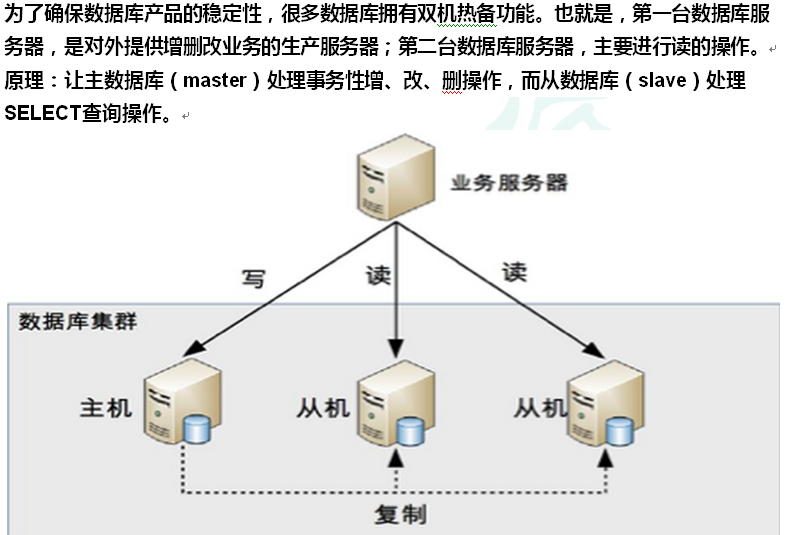 为了确保数据库产品的稳定性，很多数据库拥有双机热备功能。也就是，第一台数据库服
务器，是对外提供增删改业务的生产服务器；第二台数据库服务器，主要进行读的操作。
原理：让主数据库（master）处理事务性增、改、删操作，而从数据库（slave）处理
SELECT查询操作。
业务服务器
写
读
读
数据库集群
主机
从机
从机
复制